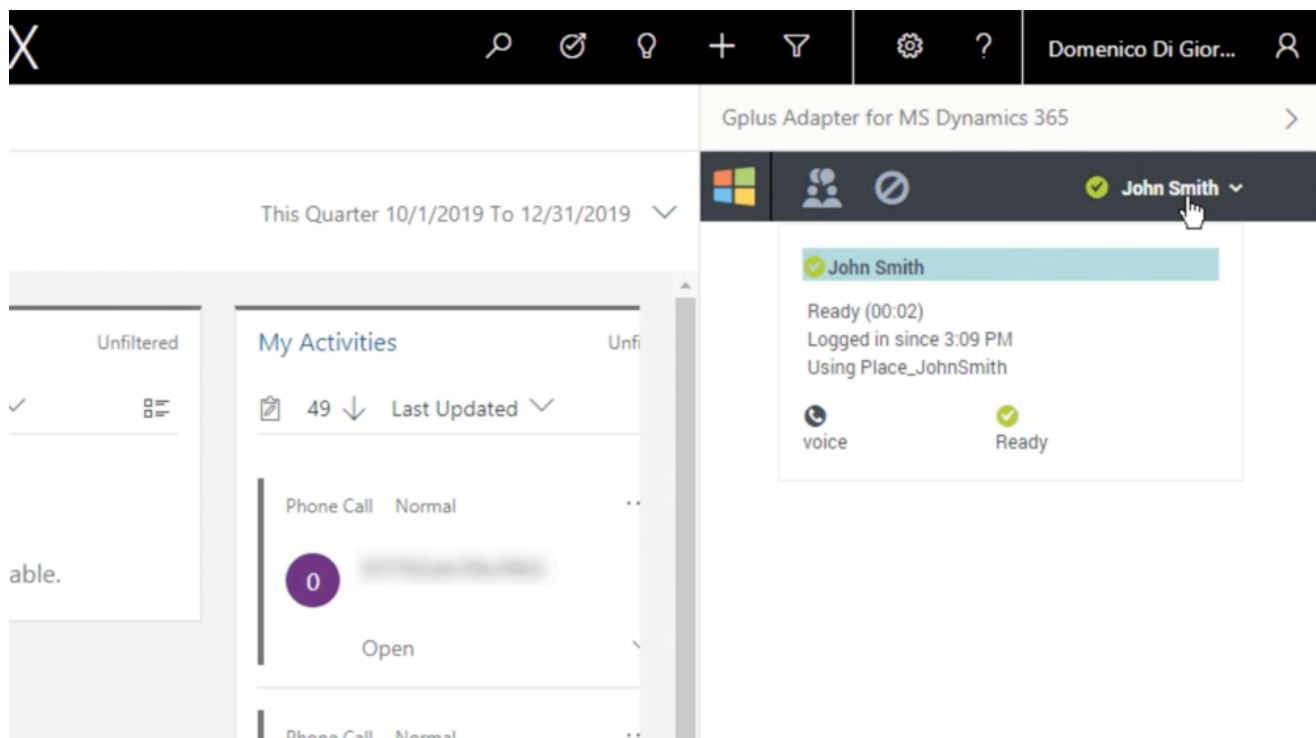 X
?
Domenico Di Gior...
Gplus Adapter for MS Dynamics 365
John Smith
This Quarter 10/1/2019 To 12/31/2019
John Smith
Ready (00:02)
Logged in since 3:09 PM
Using Place_JohnSmith
voice
Ready
Unfiltered
able.
My Activities
Unfi
49 Last Updated
Phone Call Normal
..
0
Open
Phone Call Normal
..